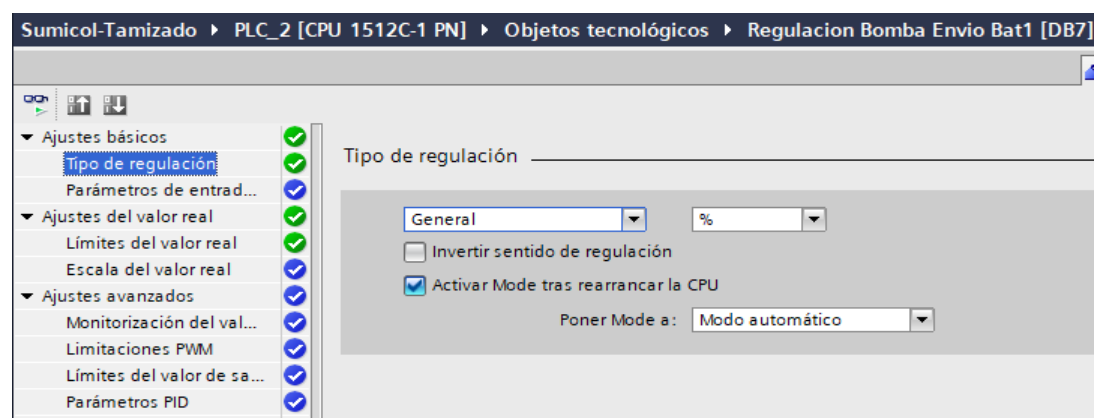 Sumicol-Tamizado ▸ PLC_2 [CPU 1512C-1 PN] ▸ Objetos tecnológicos ▸ Regulacion Bomba Envio Bat1 [DB7]
Ajustes básicos
Tipo de regulación
Parámetros de entrad...
Ajustes del valor real
Límites del valor real
Escala del valor real
Ajustes avanzados
Monitorización del val...
Limitaciones PWM
Límites del valor de sa...
Parámetros PID
Tipo de regulación
General %
Invertir sentido de regulación
Activar Mode tras rearrancar la CPU
Poner Mode a: Modo automático